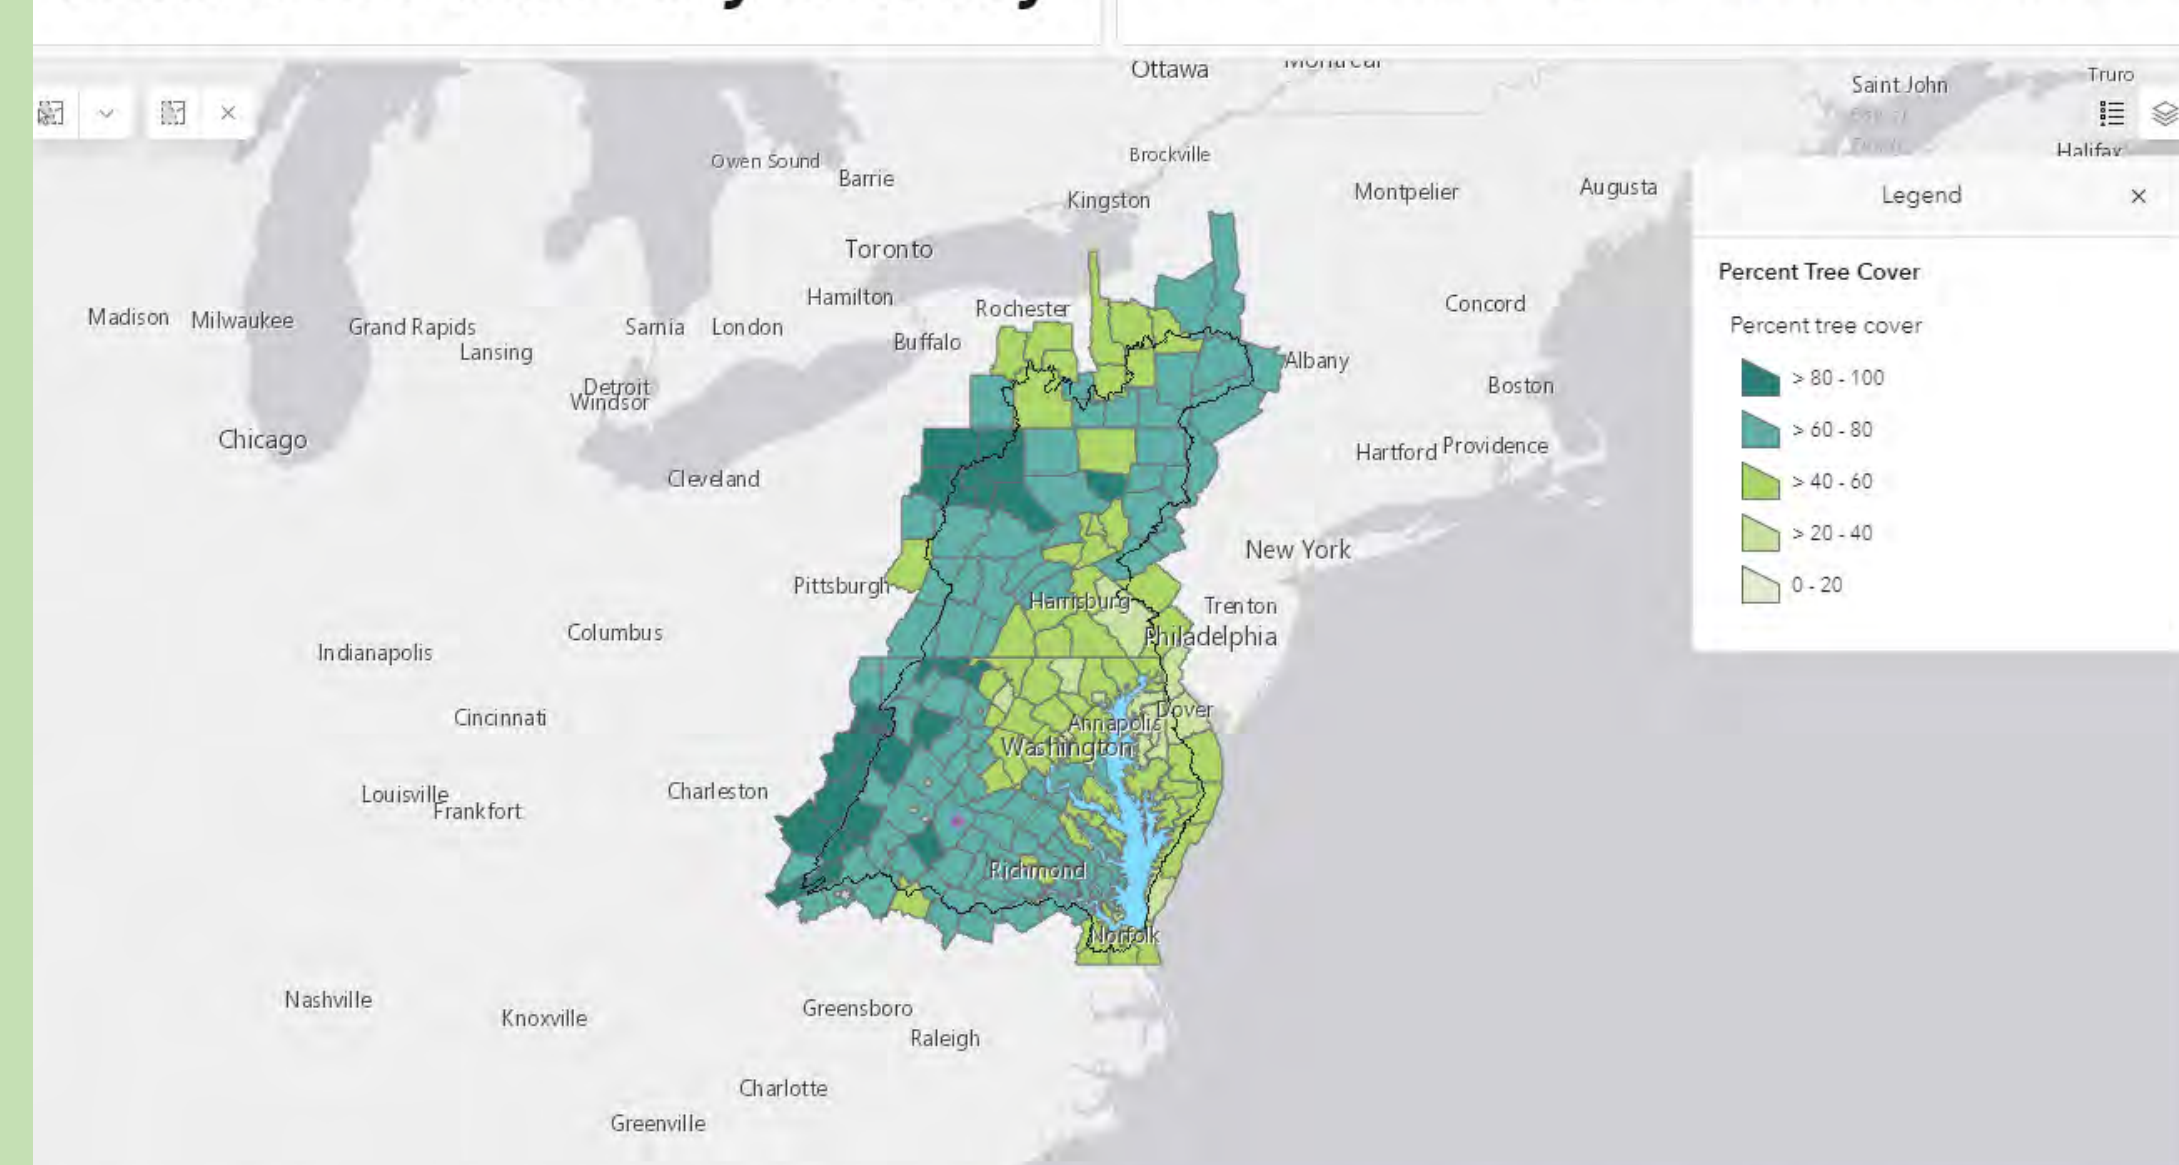 Ottawa
Montreal
Saint John
Truro
Halifax
Owen Sound
Barrie
Brockville
Kingston
Montpelier
Augusta
Legend
Toronto
Hamilton
Rochester
Buffalo
Madison
Milwaukee
Grand Rapids
Lansing
Sarnia
London
Concord
Albany
Detroit
Windsor
Boston
Chicago
Cleveland
Hartford
Providence
New York
Pittsburgh
Harrisburg
Trenton
Philadelphia
Columbus
Indianapolis
Cincinnati
Annapolis
Dover
Washington
Louisville
Frankfort
Charleston
Richmond
Norfolk
Nashville
Knoxville
Greensboro
Raleigh
Charlotte
Greenville
Percent Tree Cover
Percent tree cover
> 80 - 100
> 60 - 80
> 40 - 60
> 20 - 40
0 - 20